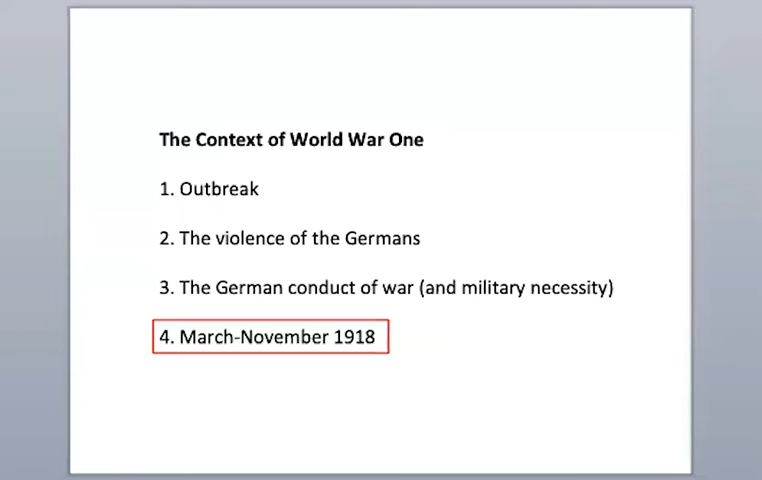 The Context of World War One
1. Outbreak
2. The violence of the Germans
3. The German conduct of war (and military necessity)
4. March-November 1918